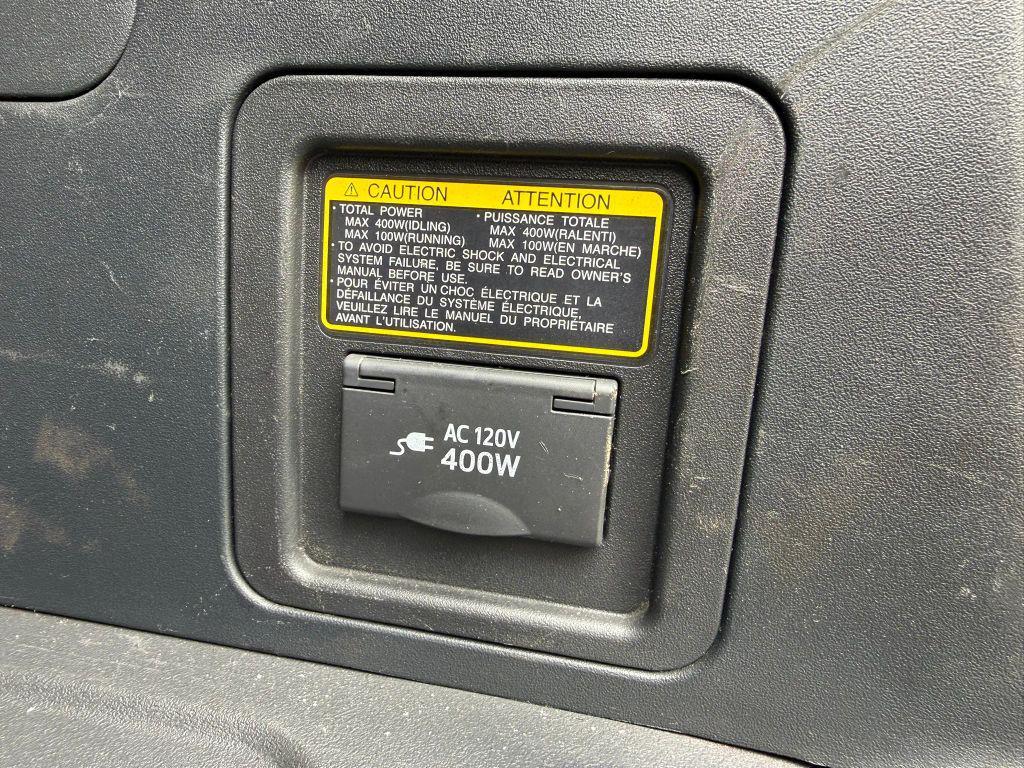 ⚠ CAUTION ATTENTION
• TOTAL POWER • PUISSANCE TOTALE
MAX 400W(IDLING) MAX 400W(RALENTI)
MAX 100W(RUNNING) MAX 100W(EN MARCHE)
• TO AVOID ELECTRIC SHOCK AND ELECTRICAL
SYSTEM FAILURE, BE SURE TO READ OWNER'S
MANUAL BEFORE USE.
• POUR ÉVITER UN CHOC ÉLECTRIQUE ET LA
DÉFAILLANCE DU SYSTÈME ÉLECTRIQUE,
VEUILLEZ LIRE LE MANUEL DU PROPRIÉTAIRE
AVANT L'UTILISATION.
AC 120V
400W